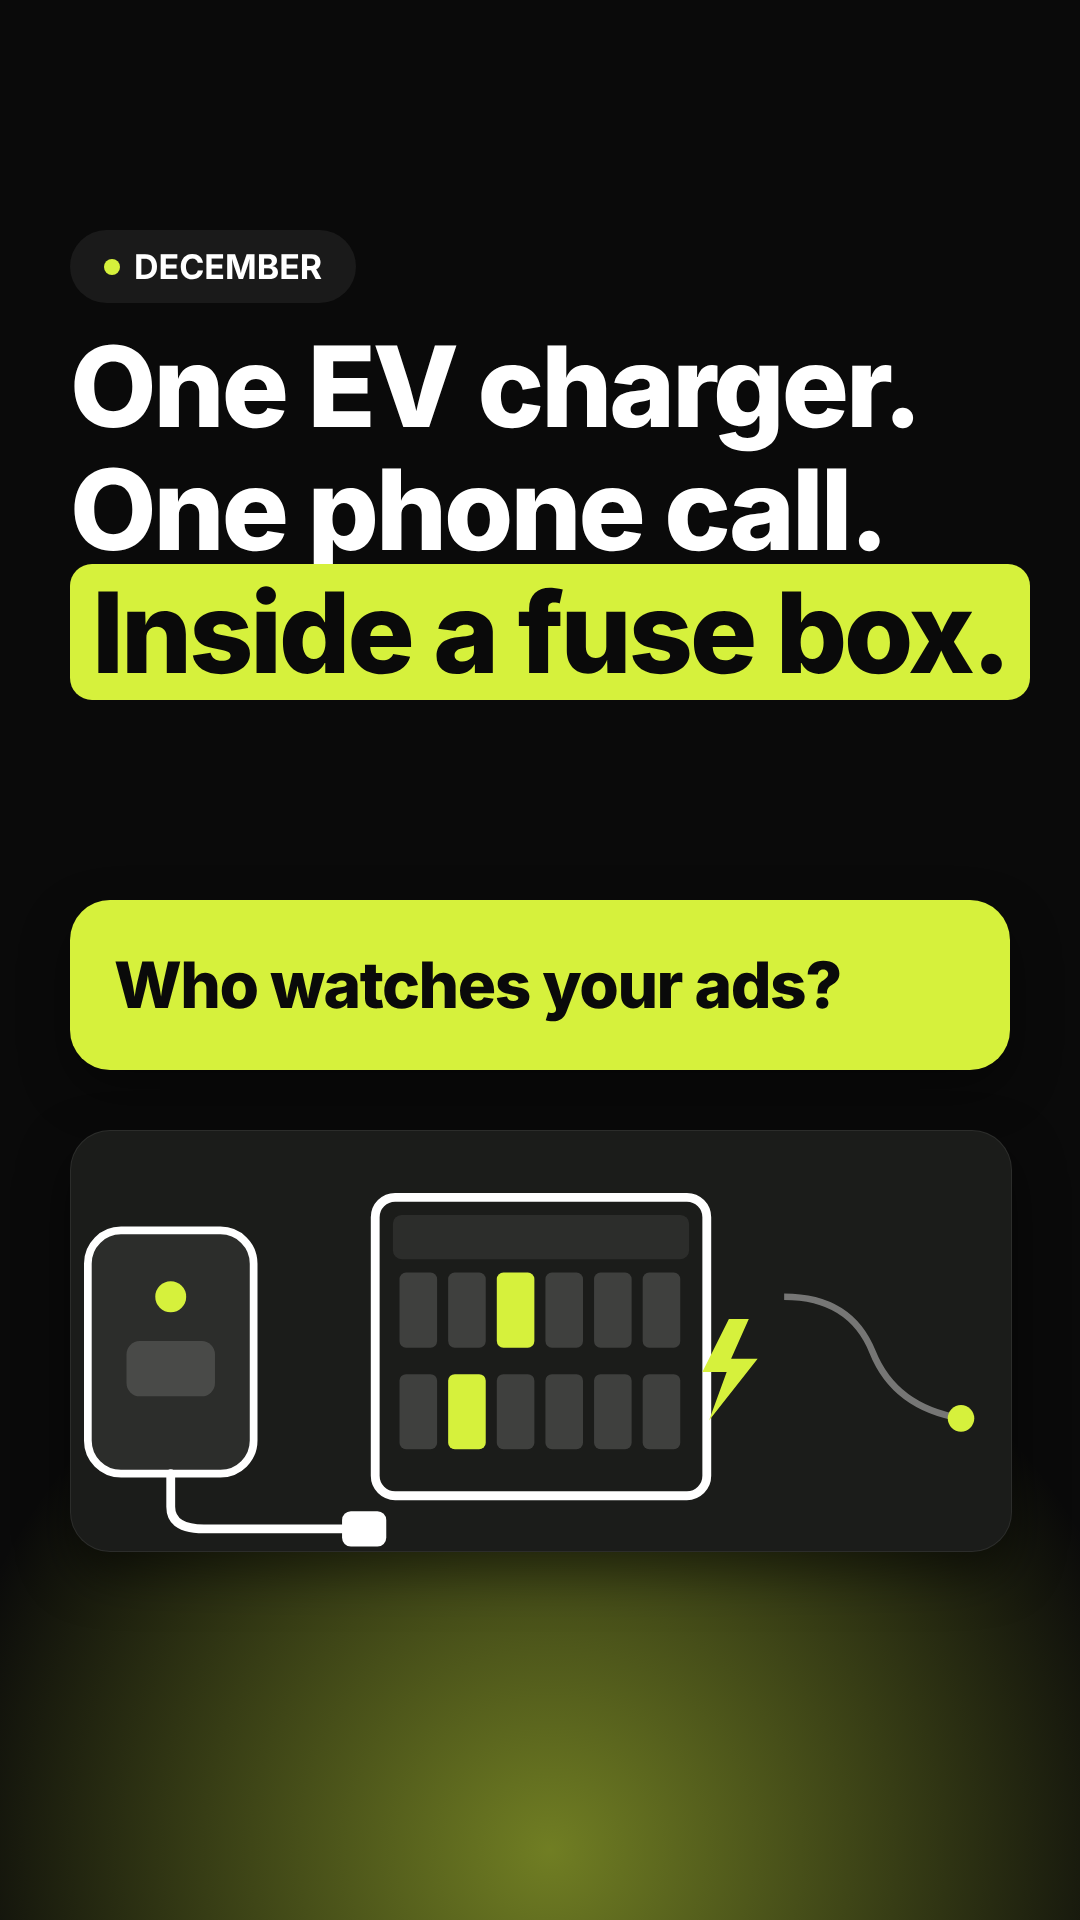 DECEMBER
One EV charger.
One phone call.
Inside a fuse box.
Who watches your ads?